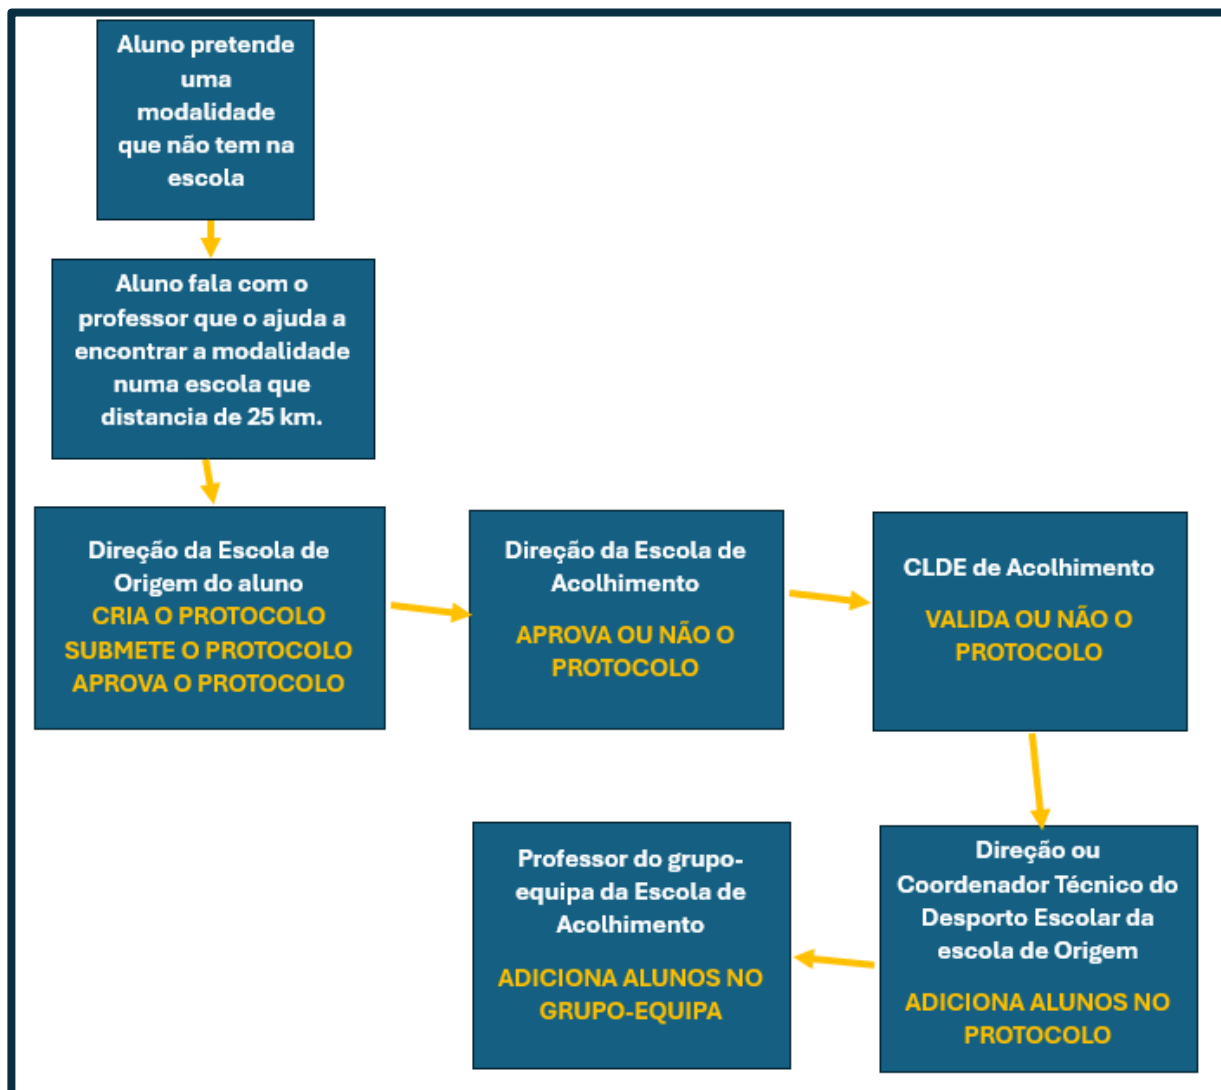 Aluno pretende
uma
modalidade
que não tem na
escola
Aluno fala com o
professor que o ajuda a
encontrar a modalidade
numa escola que
distancia de 25 km.
Direção da Escola de
Origem do aluno
CRIA O PROTOCOLO
SUBMETE O PROTOCOLO
APROVA O PROTOCOLO
Direção da Escola de
Acolhimento
APROVA OU NÃO O
PROTOCOLO
CLDE de Acolhimento
VALIDA OU NÃO O
PROTOCOLO
Direção ou
Coordenador Técnico do
Desporto Escolar da
escola de Origem
ADICIONA ALUNOS NO
PROTOCOLO
Professor do grupo-
equipa da Escola de
Acolhimento
ADICIONA ALUNOS NO
GRUPO-EQUIPA